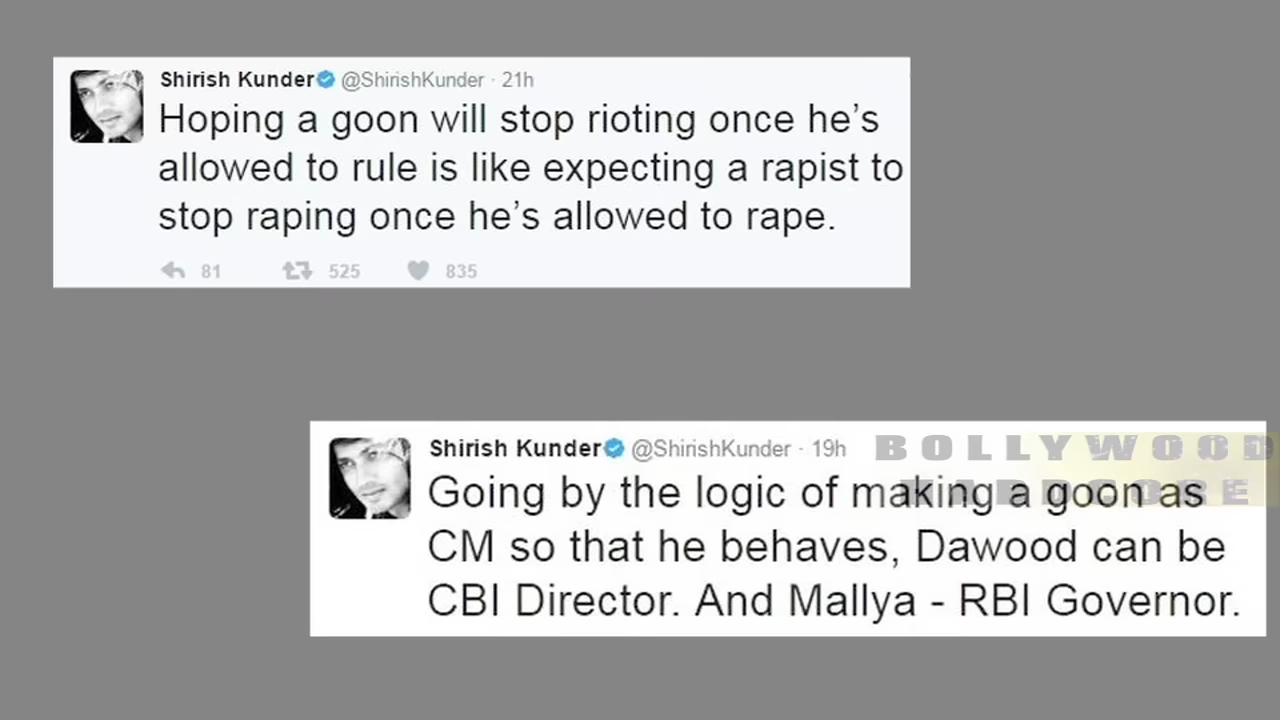 Shirish Kunder @ShirishKunder · 21h
Hoping a goon will stop rioting once he's
allowed to rule is like expecting a rapist to
stop raping once he's allowed to rape.
81 525 835
Shirish Kunder @ShirishKunder · 19h
BOLLYWOOD
Going by the logic of making a goon as
HARDCORE
CM so that he behaves, Dawood can be
CBI Director. And Mallya - RBI Governor.